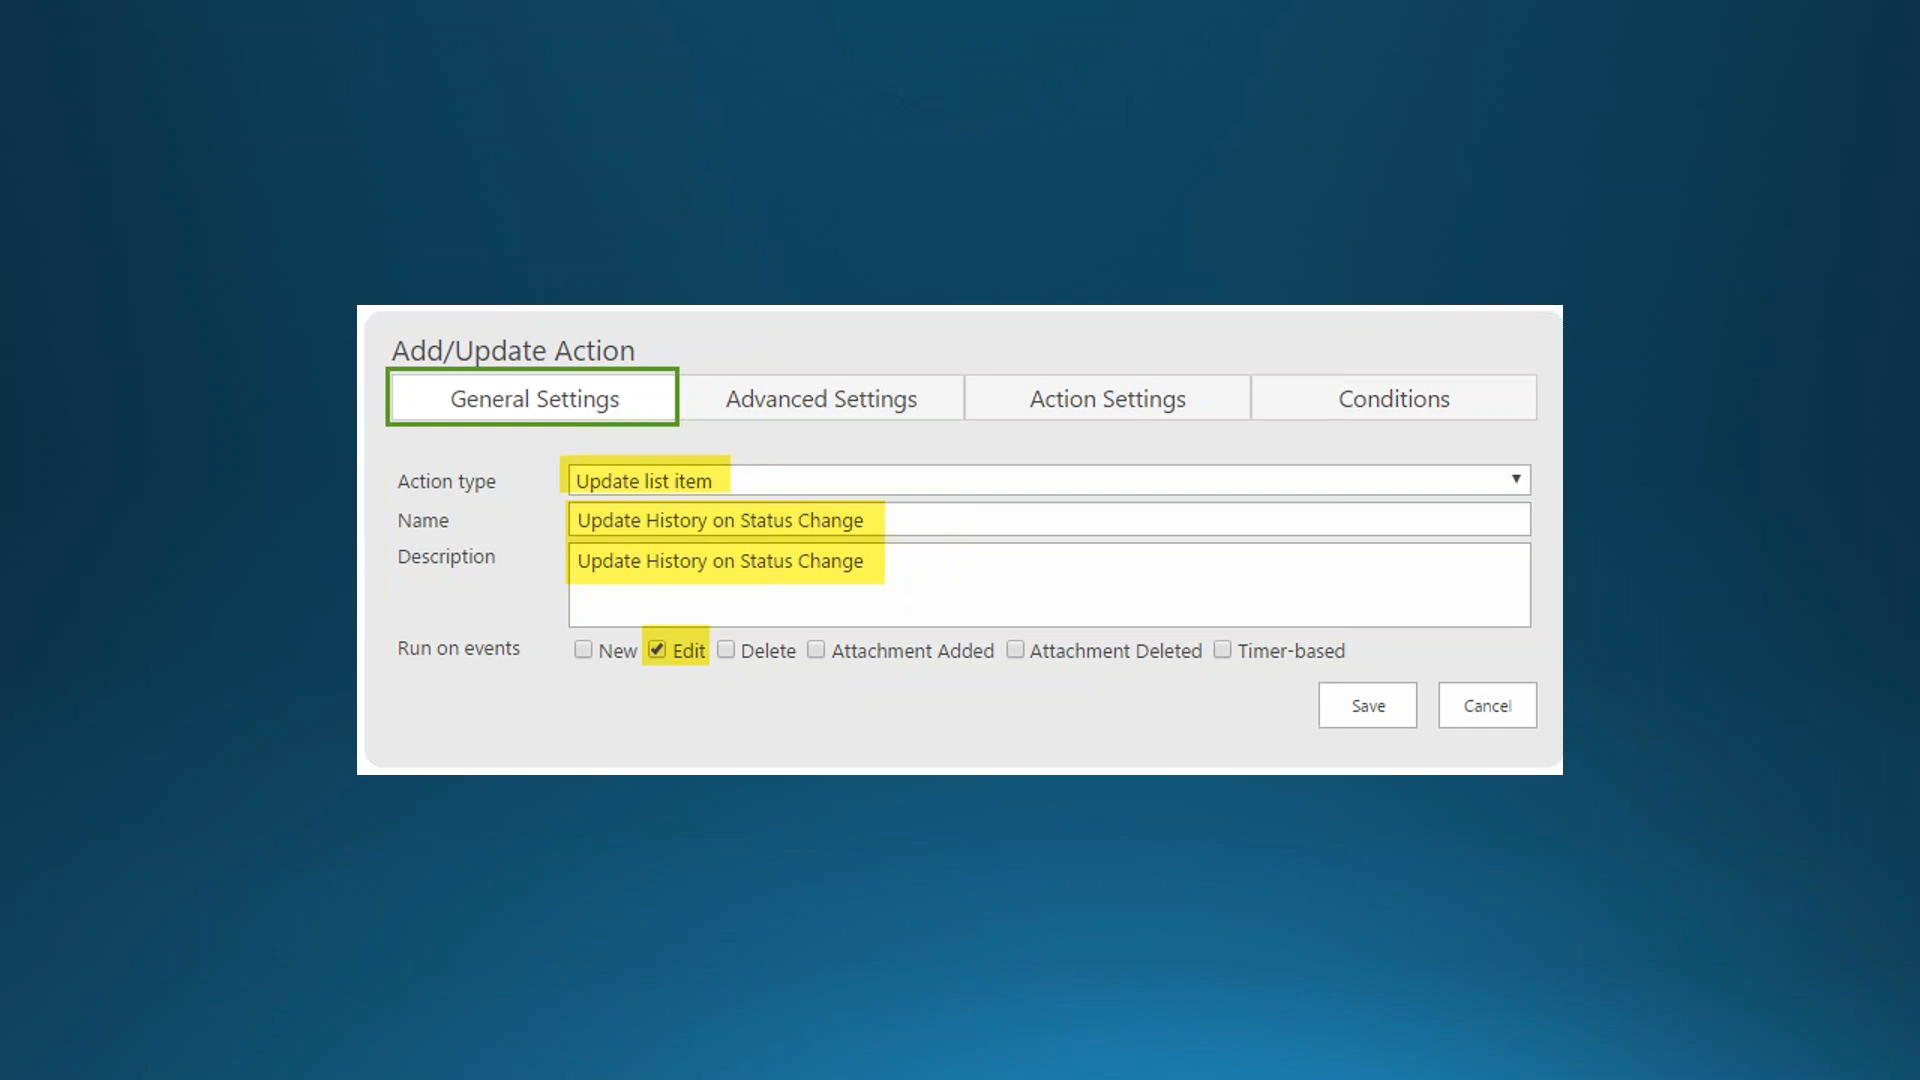 Add/Update Action
General Settings Advanced Settings Action Settings Conditions
Action type Update list item
Name Update History on Status Change
Description Update History on Status Change
Run on events New Edit Delete Attachment Added Attachment Deleted Timer-based
Save Cancel